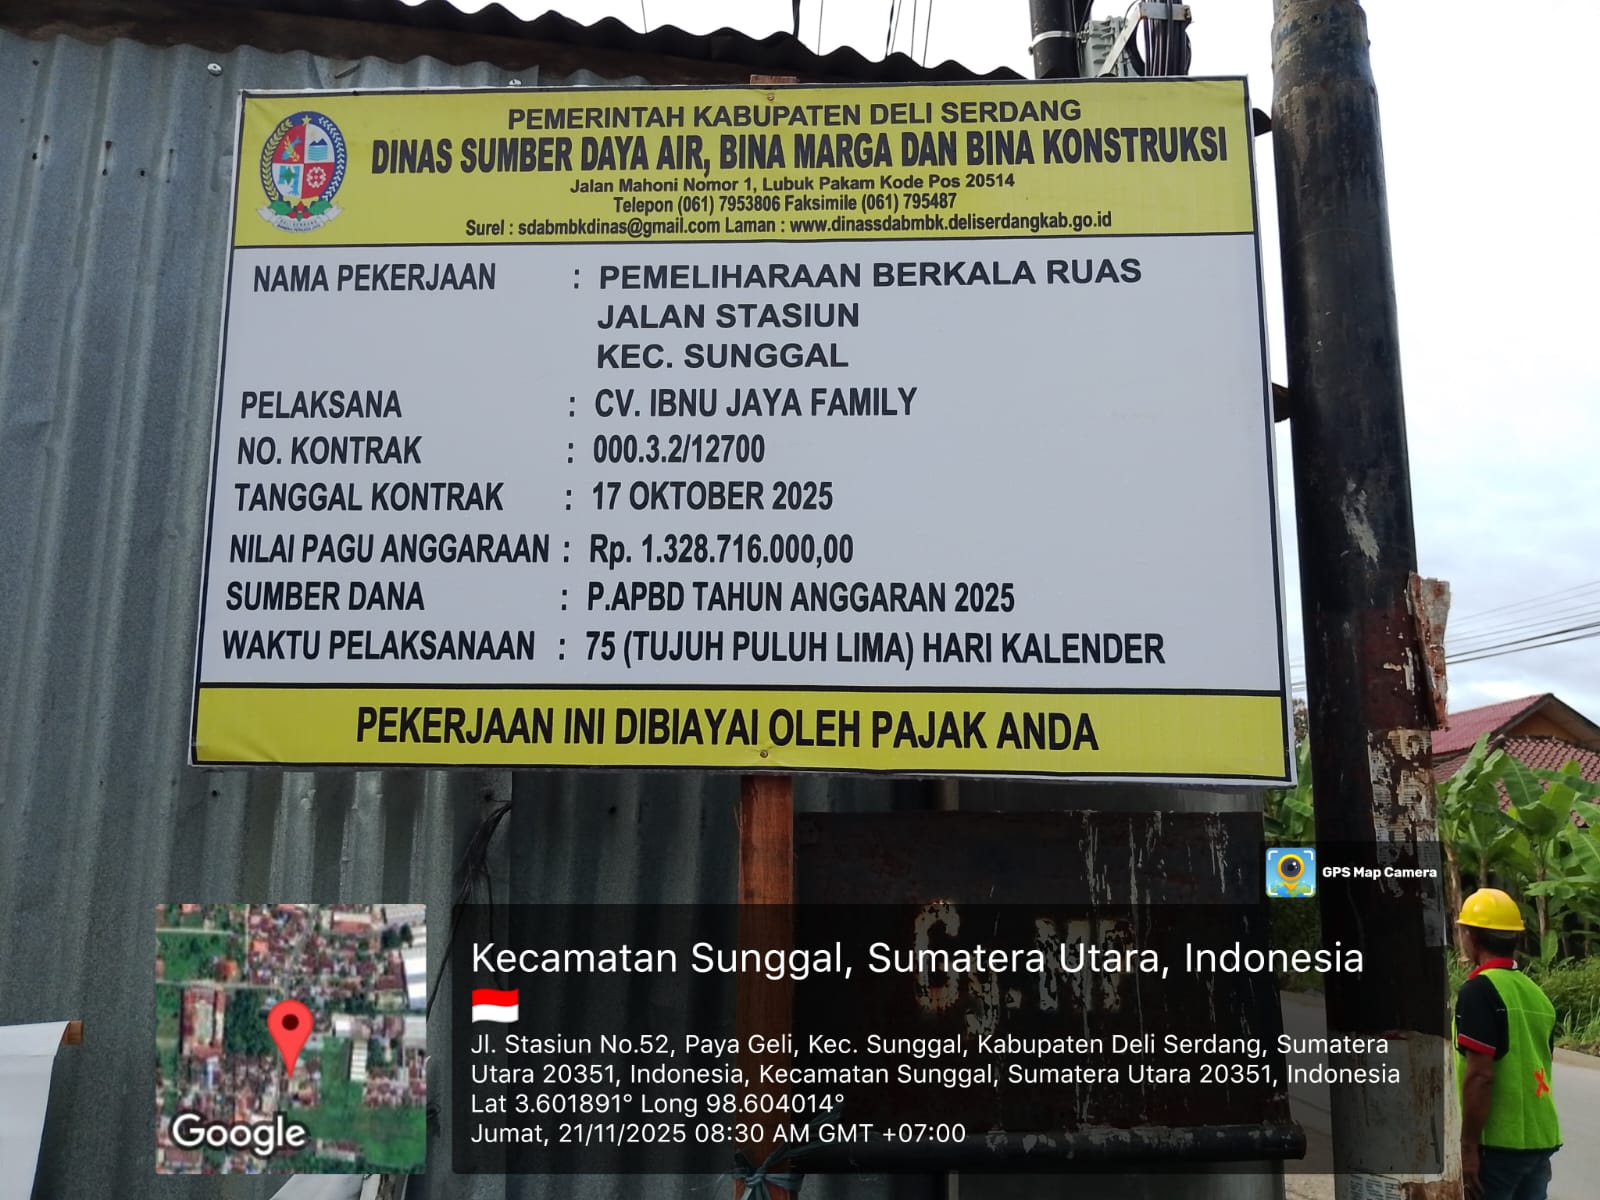 PEMERINTAH KABUPATEN DELI SERDANG
DINAS SUMBER DAYA AIR, BINA MARGA DAN BINA KONSTRUKSI
Jalan Mahoni Nomor 1, Lubuk Pakam Kode Pos 20514
Telepon (061) 7953806 Faksimile (061) 795487
Surel : sdabmbkdinas@gmail.com Laman : www.dinassdabmbk.deliserdangkab.go.id
NAMA PEKERJAAN : PEMELIHARAAN BERKALA RUAS
JALAN STASIUN
KEC. SUNGGAL
PELAKSANA : CV. IBNU JAYA FAMILY
NO. KONTRAK : 000.3.2/12700
TANGGAL KONTRAK : 17 OKTOBER 2025
NILAI PAGU ANGGARAAN : Rp. 1.328.716.000,00
SUMBER DANA : P.APBD TAHUN ANGGARAN 2025
WAKTU PELAKSANAAN : 75 (TUJUH PULUH LIMA) HARI KALENDER
PEKERJAAN INI DIBIAYAI OLEH PAJAK ANDA
GPS Map Camera
Kecamatan Sunggal, Sumatera Utara, Indonesia
Jl. Stasiun No.52, Paya Geli, Kec. Sunggal, Kabupaten Deli Serdang, Sumatera
Utara 20351, Indonesia, Kecamatan Sunggal, Sumatera Utara 20351, Indonesia
Lat 3.601891° Long 98.604014°
Jumat, 21/11/2025 08:30 AM GMT +07:00
Google